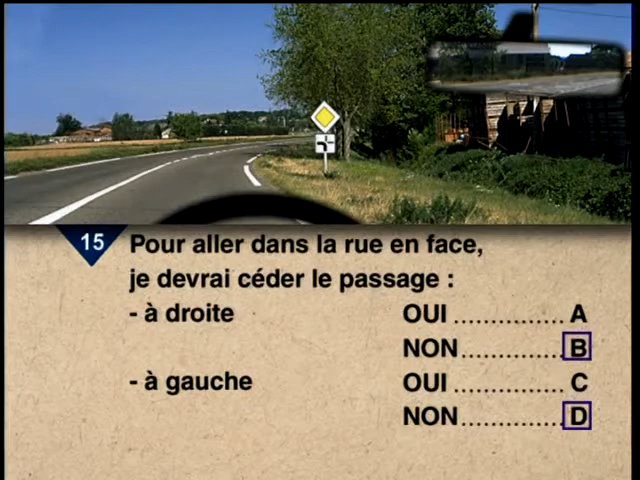 15 Pour aller dans la rue en face,
je devrai céder le passage :
- à droite OUI ............... A
NON .............. B
- à gauche OUI ............... C
NON .............. D